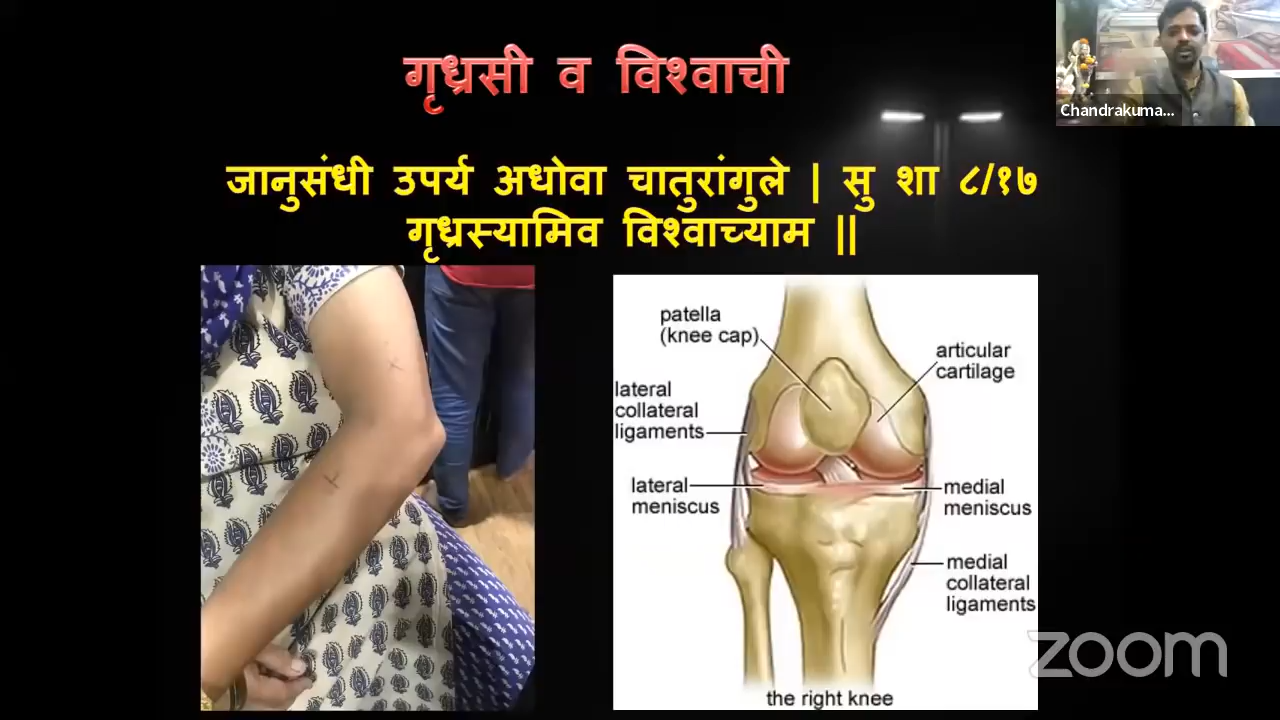 गृध्रसी व विश्वाची
Chandrakuma...
जानुसंधी उपर्य अधोवा चातुरांगुले | सु शा ८/१७
गृध्रस्यामिव विश्वाच्याम ||
patella
(knee cap)
articular
cartilage
lateral
collateral
ligaments
lateral
meniscus
medial
meniscus
medial
collateral
ligaments
the right knee
zoom